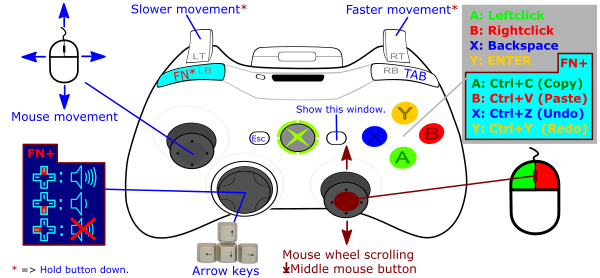 Slower movement*
Faster movement*
A: Leftclick
B: Rightclick
X: Backspace
Y: ENTER
FN+
A: Ctrl+C (Copy)
B: Ctrl+V (Paste)
X: Ctrl+Z (Undo)
Y: Ctrl+Y (Redo)
LT
RT
FN* LB
RB TAB
Mouse movement
Show this window.
Esc
Y
X
B
A
FN+
:
:
:
Arrow keys
Mouse wheel scrolling
Middle mouse button
* => Hold button down.